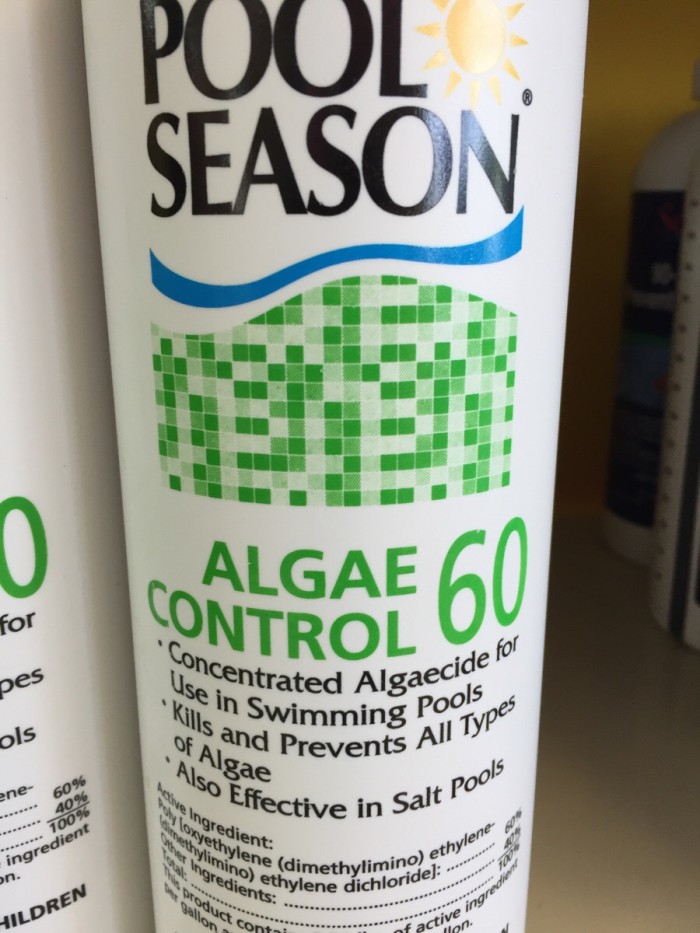 POOL
SEASON®
ALGAE
CONTROL 60
• Concentrated Algaecide for
Use in Swimming Pools
• Kills and Prevents All Types
of Algae
• Also Effective in Salt Pools
Active Ingredient:
Poly [oxyethylene (dimethylimino) ethylene-
(dimethylimino) ethylene dichloride]: .......... 60%
Other Ingredients: .......... 40%
Total: .......... 100%
This product of active ingredient
per gallon
0
for
pes
ols
ene-
60%
40%
100%
ingredient
on.
HILDREN